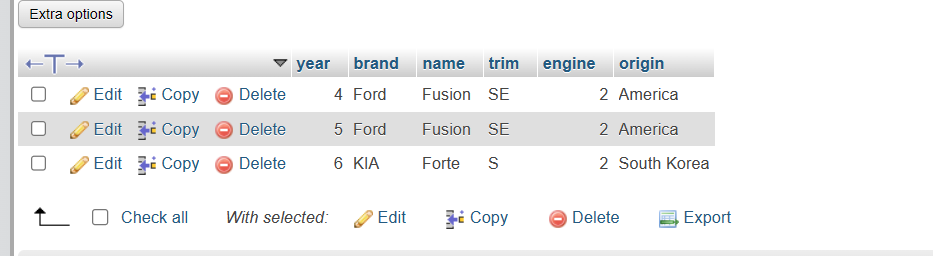 Extra options
year brand name trim engine origin
Edit Copy Delete 4 Ford Fusion SE 2 America
Edit Copy Delete 5 Ford Fusion SE 2 America
Edit Copy Delete 6 KIA Forte S 2 South Korea
Check all With selected: Edit Copy Delete Export